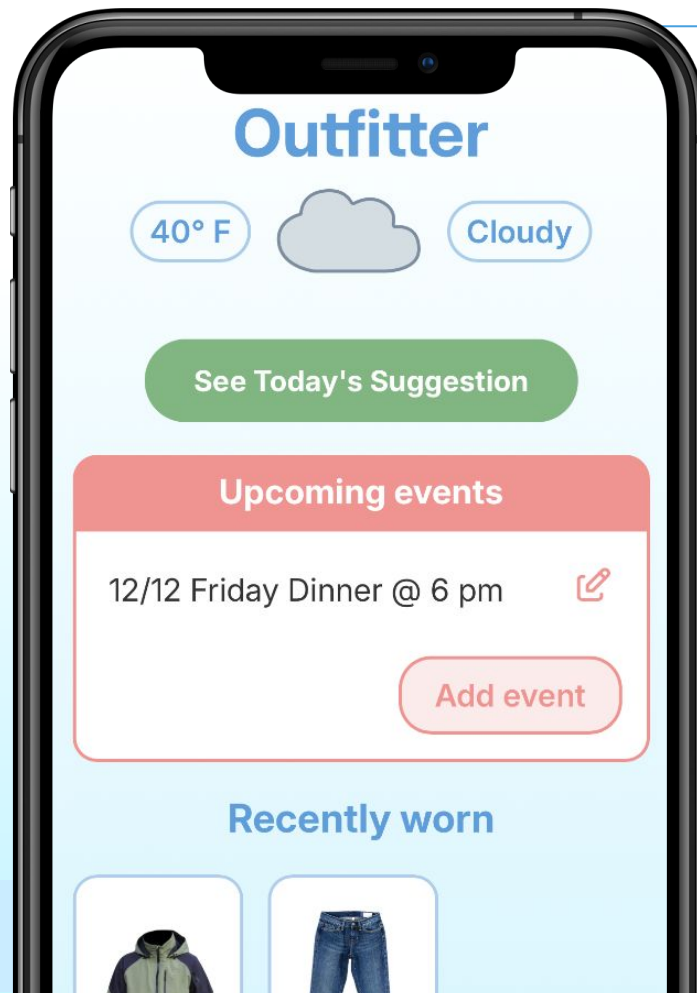 Outfitter
40° F
Cloudy
See Today's Suggestion
Upcoming events
12/12 Friday Dinner @ 6 pm
Add event
Recently worn